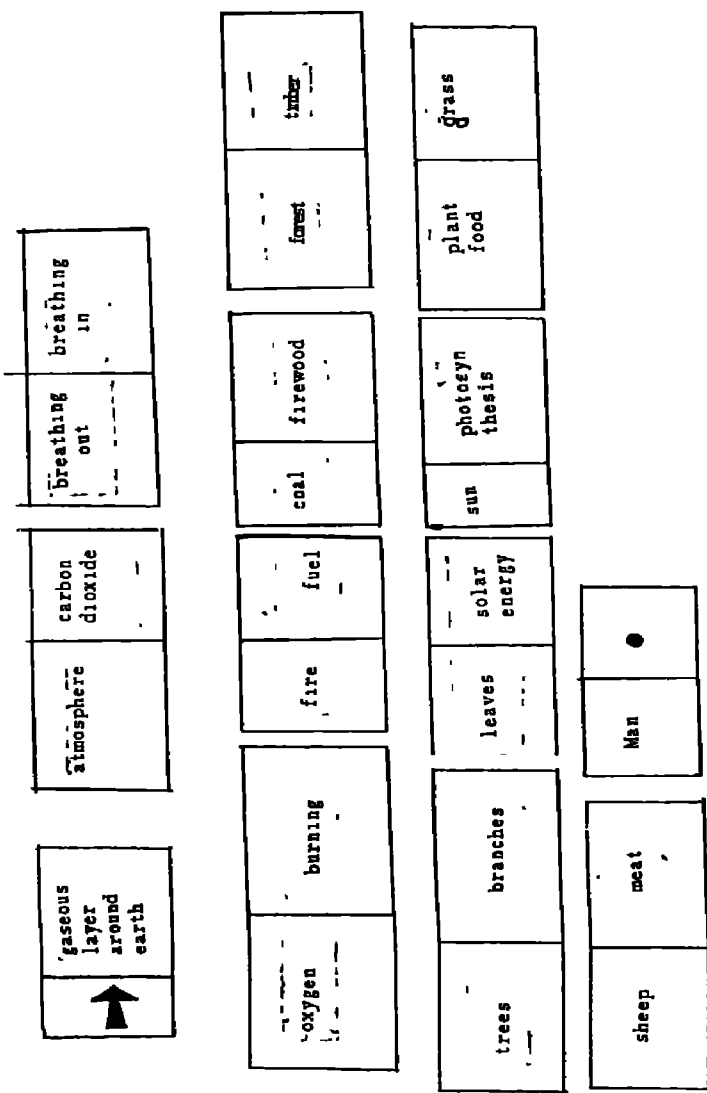 gaseous
layer
around
earth
atmosphere
carbon
dioxide
breathing
out
breathing
in
oxygen
burning
fire
fuel
coal
firewood
forest
timber
trees
branches
leaves
solar
energy
sun
photosyn
thesis
plant
food
grass
sheep
meat
Man